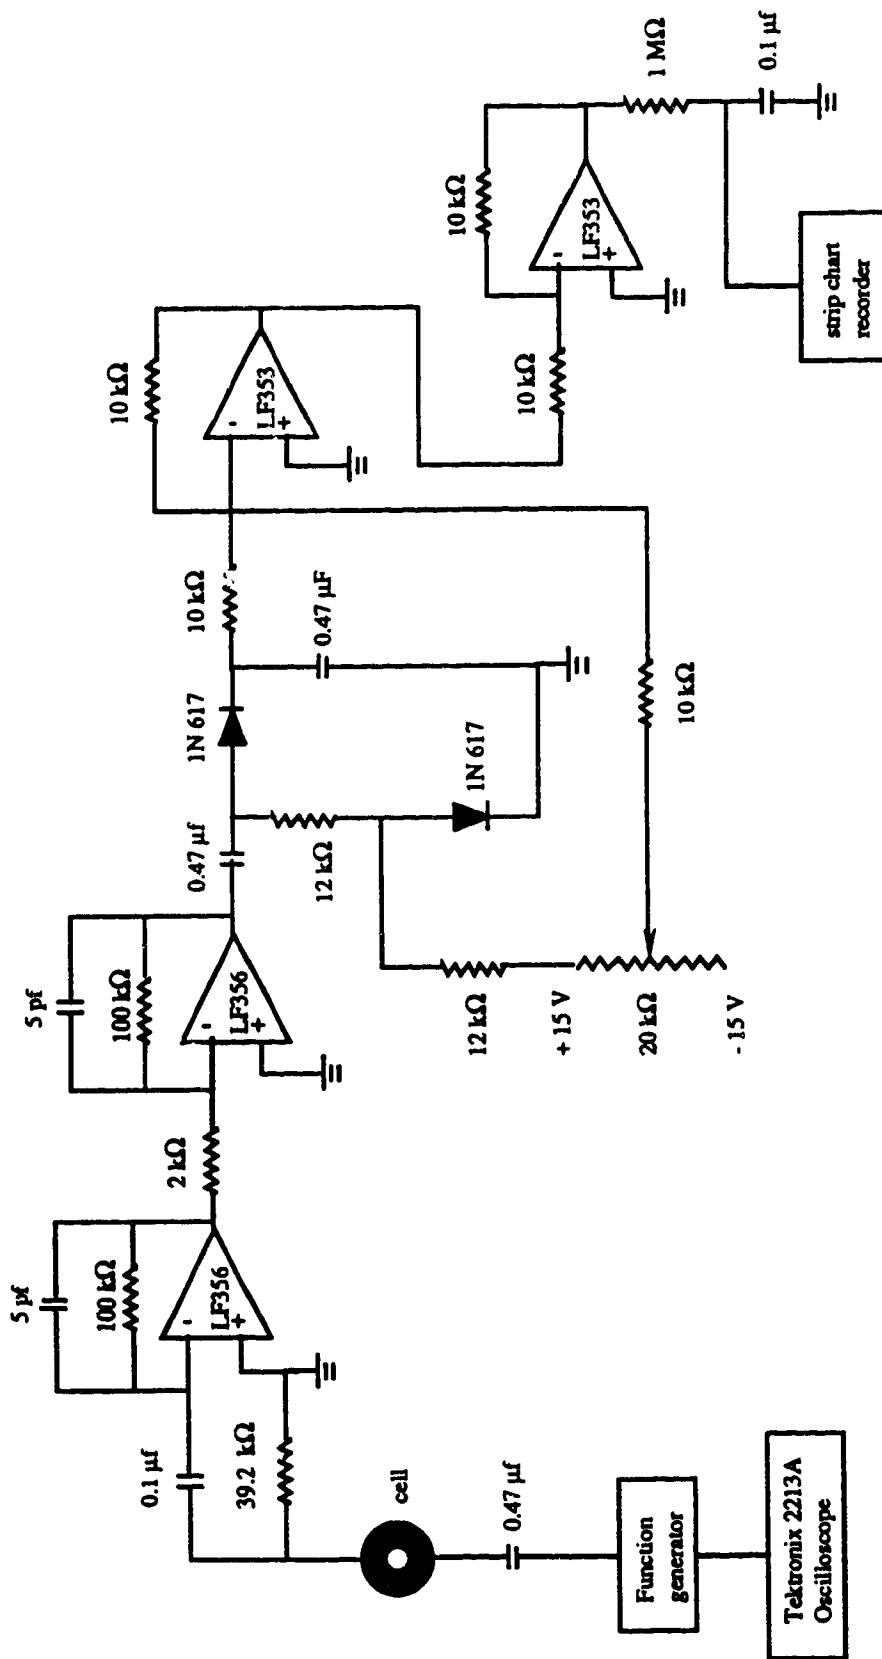 5 pf
100 kΩ
LF356
-
+
0.1 µf
39.2 kΩ
cell
0.47 µf
Function
generator
Tektronix 2213A
Oscilloscope
2 kΩ
5 pf
100 kΩ
LF356
-
+
0.47 µf
12 kΩ
1N 617
1N 617
12 kΩ
+ 15 V
20 kΩ
- 15 V
10 kΩ
0.47 µF
10 kΩ
10 kΩ
LF353
-
+
10 kΩ
10 kΩ
LF353
-
+
1 MΩ
0.1 µf
strip chart
recorder